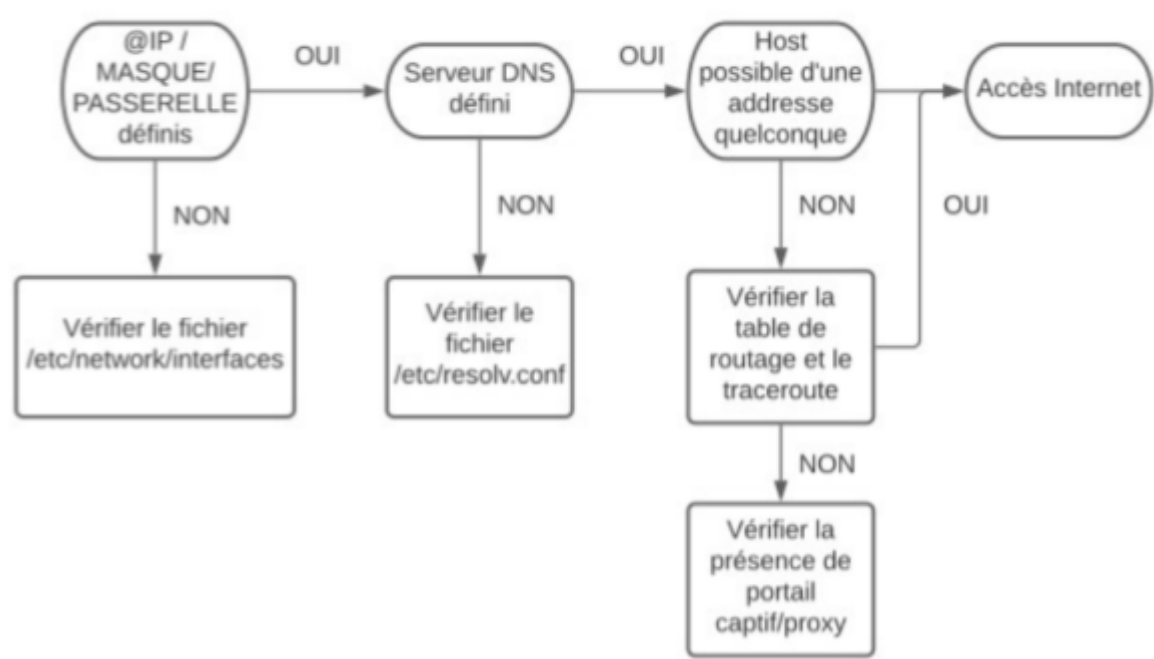 @IP /
MASQUE/
PASSERELLE
définis
OUI
Serveur DNS
défini
OUI
Host
possible d'une
addresse
quelconque
Accès Internet
NON
NON
NON
OUI
Vérifier le fichier
/etc/network/interfaces
Vérifier le
fichier
/etc/resolv.conf
Vérifier la
table de
routage et le
traceroute
NON
Vérifier la
présence de
portail
captif/proxy